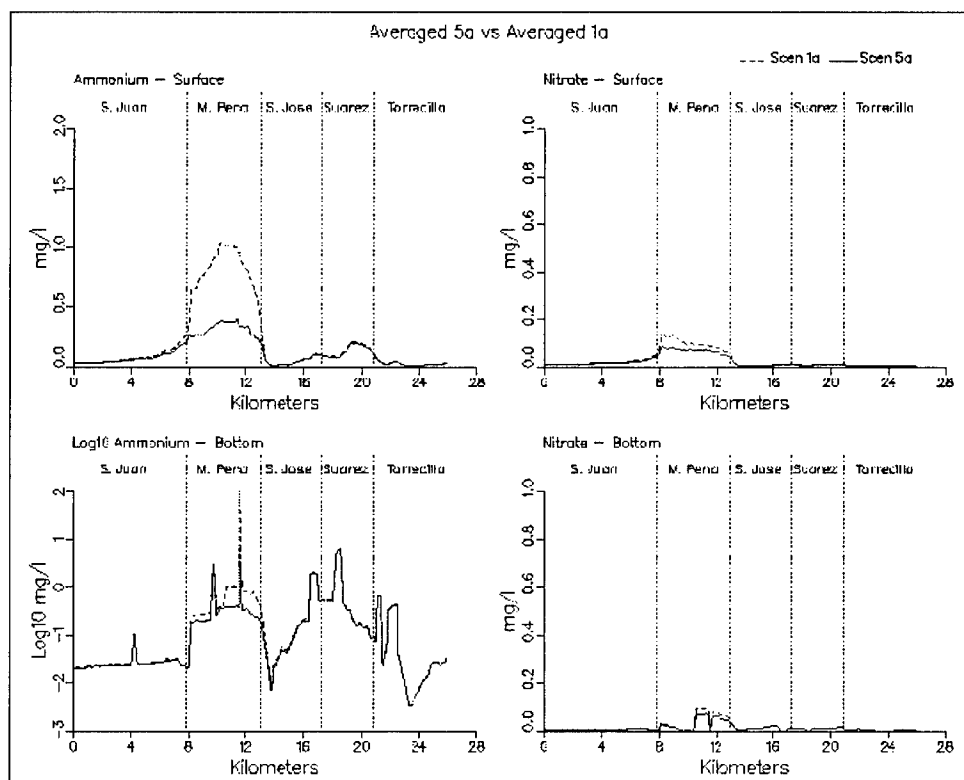 Averaged 5a vs Averaged 1a
Scen 1a Scen 5a
Ammonium – Surface
S. Juan M. Pena S. Jose Suarez Torrecilla
2.0
1.5
1.0
0.5
0.0
mg/l
0 4 8 12 16 20 24 28
Kilometers
Nitrate – Surface
S. Juan M. Pena S. Jose Suarez Torrecilla
1.0
0.8
0.6
0.4
0.2
0.0
mg/l
0 4 8 12 16 20 24 28
Kilometers
Log10 Ammonium – Bottom
S. Juan M. Pena S. Jose Suarez Torrecilla
2
1
0
-1
-2
-3
Log10 mg/l
0 4 8 12 16 20 24 28
Kilometers
Nitrate – Bottom
S. Juan M. Pena S. Jose Suarez Torrecilla
1.0
0.8
0.6
0.4
0.2
0.0
mg/l
0 4 8 12 16 20 24 28
Kilometers